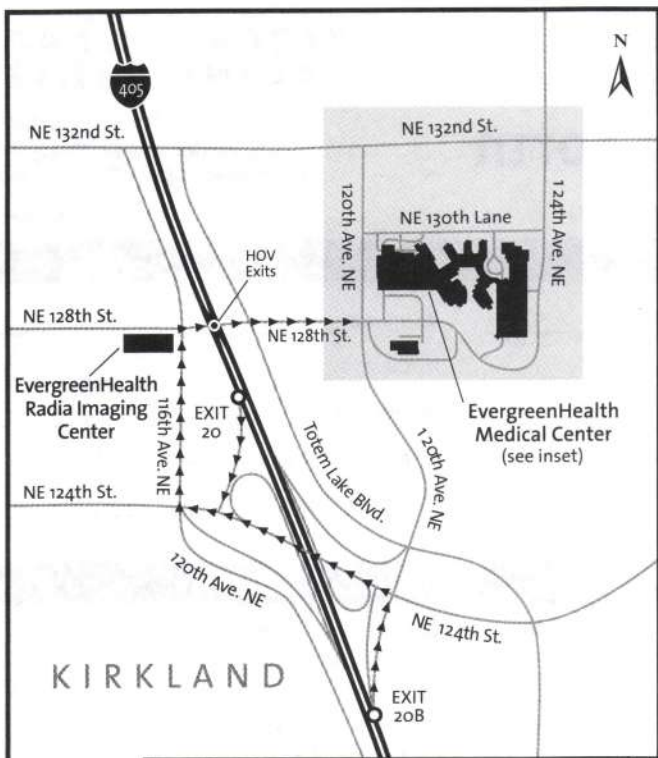 N
405
NE 132nd St.
NE 132nd St.
120th Ave. NE
124th Ave. NE
NE 130th Lane
HOV
Exits
NE 128th St.
NE 128th St.
EvergreenHealth
Radia Imaging
Center
116th Ave. NE
EXIT
20
EvergreenHealth
Medical Center
(see inset)
Totem Lake Blvd.
120th Ave. NE
NE 124th St.
120th Ave. NE
NE 124th St.
KIRKLAND
EXIT
20B